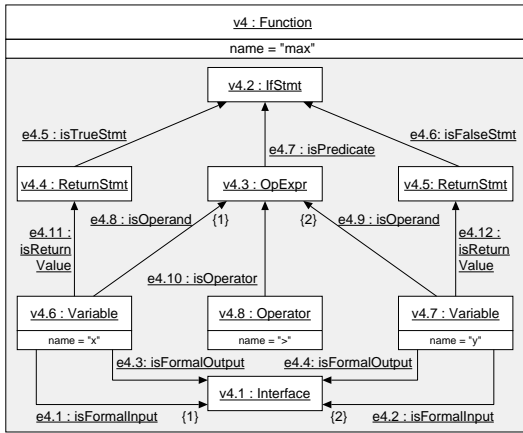 v4 : Function
name = "max"
v4.2 : IfStmt
e4.5 : isTrueStmt
e4.6: isFalseStmt
e4.7 : isPredicate
v4.4 : ReturnStmt
v4.3 : OpExpr
v4.5: ReturnStmt
e4.11 :
isReturn
Value
e4.8 : isOperand
{1}
{2}
e4.9 : isOperand
e4.12 :
isReturn
Value
e4.10 : isOperator
v4.6 : Variable
name = "x"
v4.8 : Operator
name = ">"
v4.7 : Variable
name = "y"
e4.3: isFormalOutput
e4.4: isFormalOutput
v4.1 : Interface
e4.1 : isFormalInput
{1}
{2}
e4.2 : isFormalInput